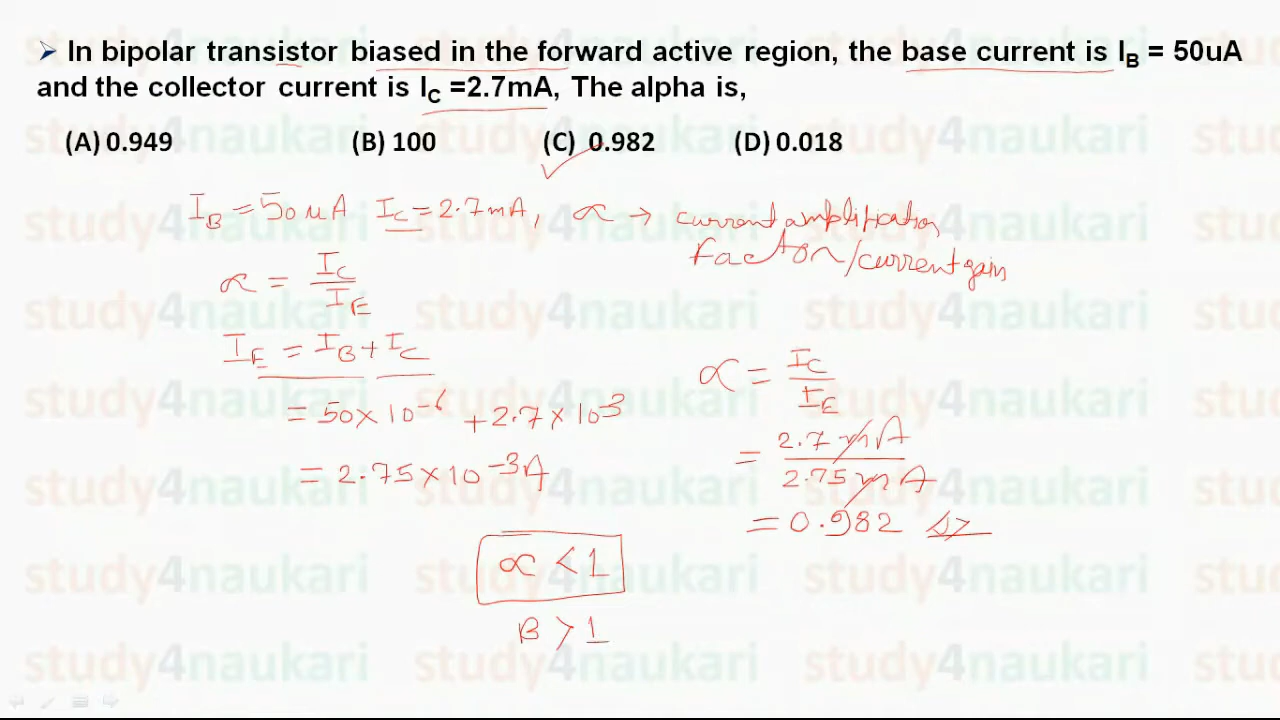 ➤ In bipolar transistor biased in the forward active region, the base current is I_B = 50uA
and the collector current is I_C =2.7mA, The alpha is,
(A) 0.949 (B) 100 (C) 0.982 (D) 0.018
I_B = 50 μA I_C = 2.7 mA, α → current amplification
Factor/current gain
α = I_C / I_E
I_E = I_B + I_C
= 50 × 10^-6 + 2.7 × 10^-3
= 2.75 × 10^-3 A
α = I_C / I_E
= 2.7 mA / 2.75 mA
= 0.982
α < 1
β > 1
study4naukari